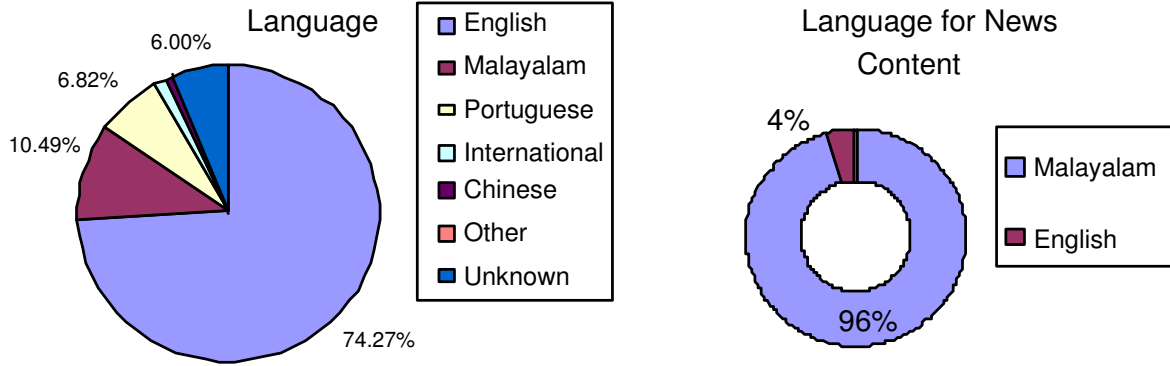 Language
6.00%
6.82%
10.49%
74.27%
English
Malayalam
Portuguese
International
Chinese
Other
Unknown
Language for News
Content
4%
96%
Malayalam
English